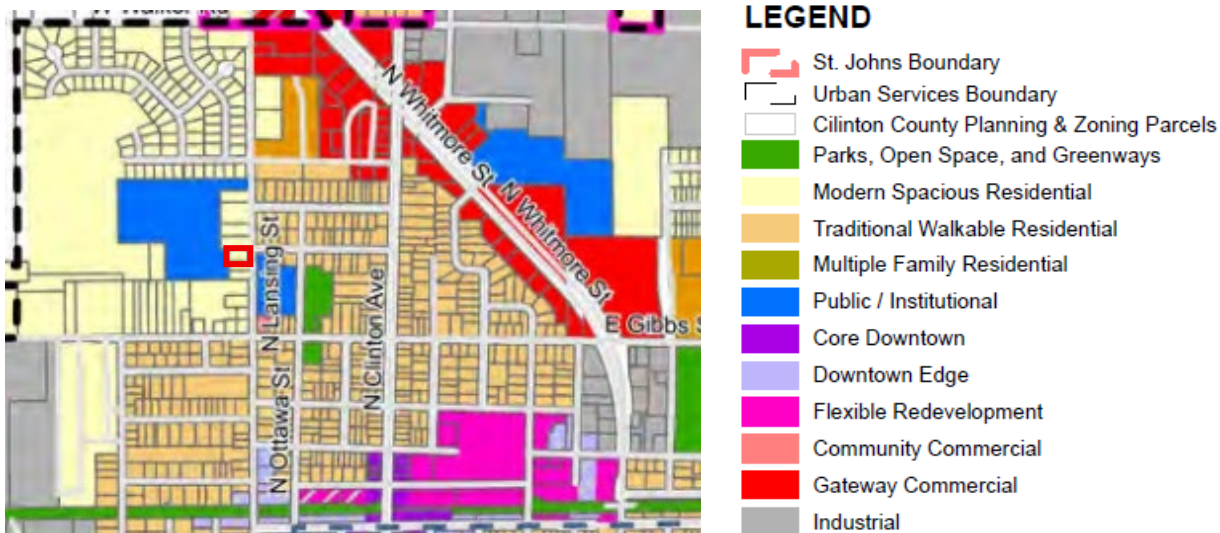 W Walker Rd
N Whitmore St
N Whitmore St
N Lansing St
N Clinton Ave
E Gibbs S
N Ottawa St
LEGEND
St. Johns Boundary
Urban Services Boundary
Cilinton County Planning & Zoning Parcels
Parks, Open Space, and Greenways
Modern Spacious Residential
Traditional Walkable Residential
Multiple Family Residential
Public / Institutional
Core Downtown
Downtown Edge
Flexible Redevelopment
Community Commercial
Gateway Commercial
Industrial